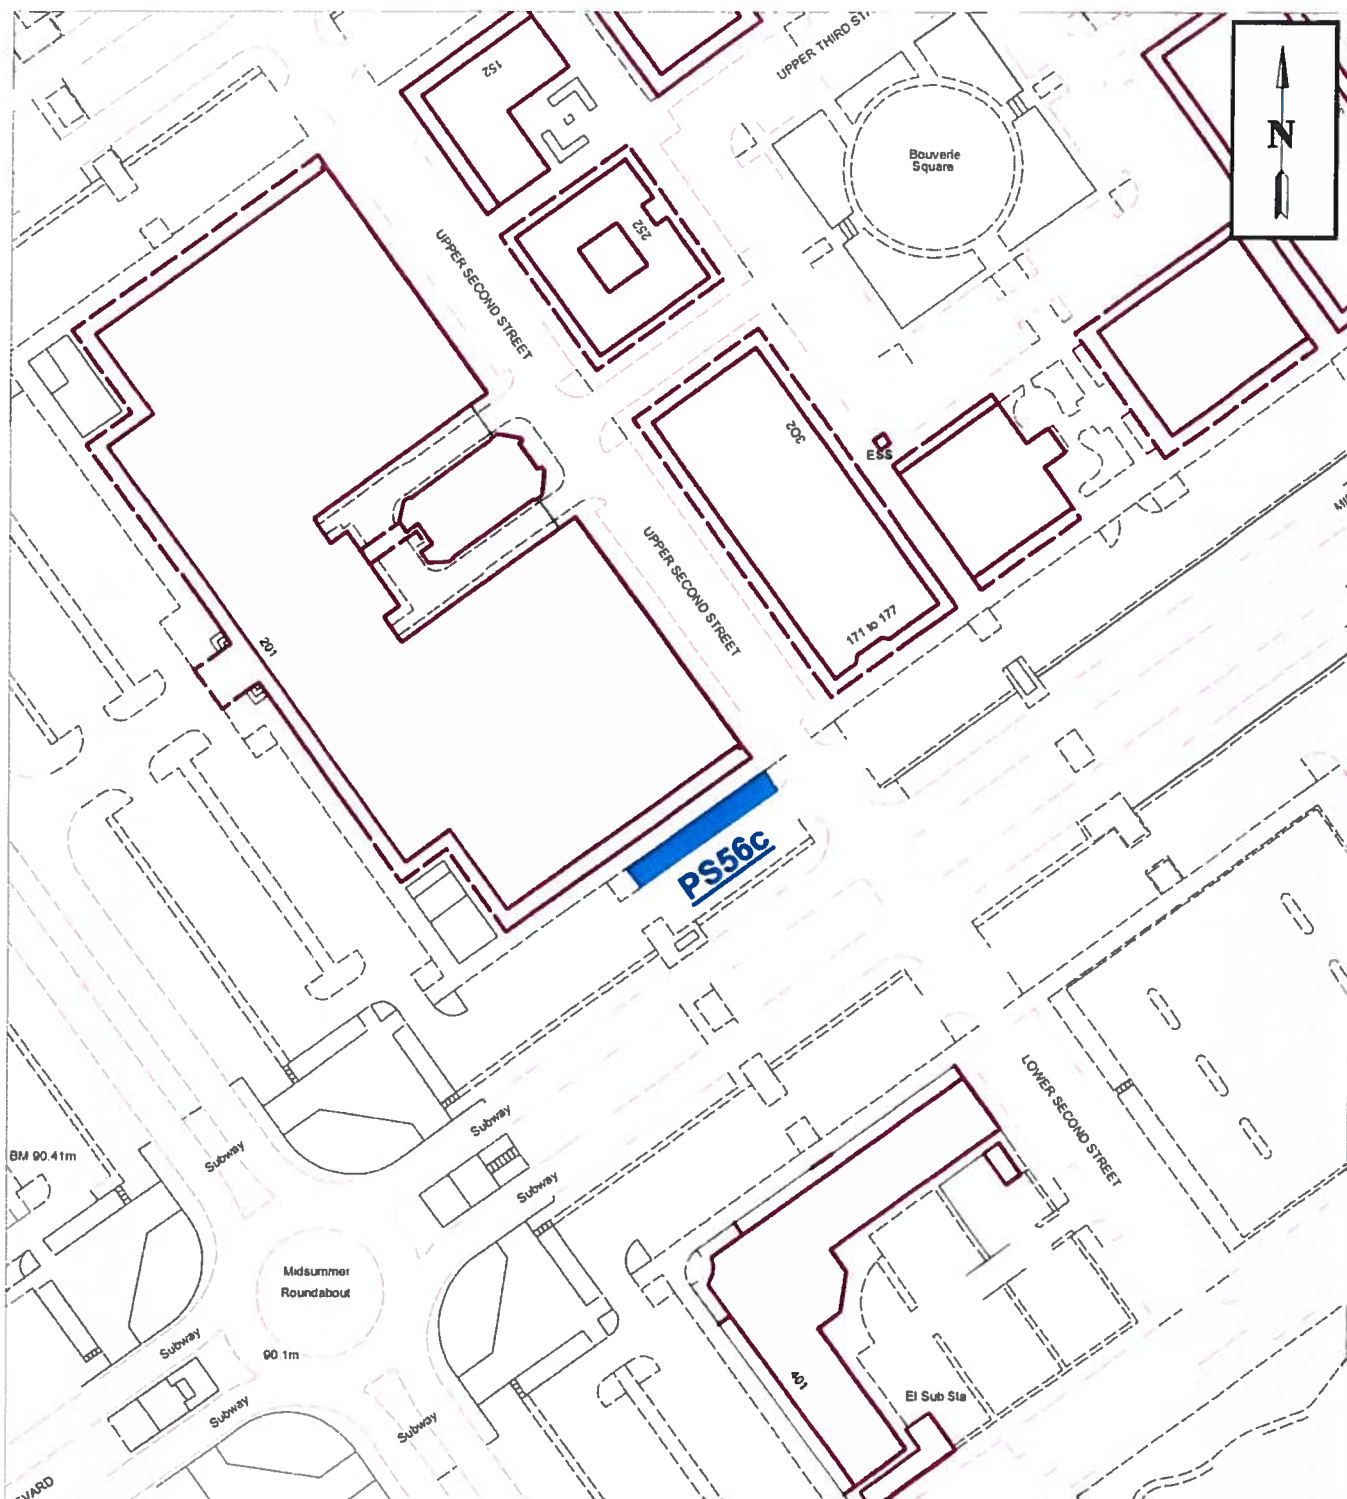 152
UPPER THIRD
N
Bouverie
Square
252
UPPER SECOND STREET
302
ESS
UPPER SECOND STREET
171 to 177
201
PS56c
LOWER SECOND STREET
Subway
BM 90.41m
Subway
Subway
Midsummer
Roundabout
Subway
90.1m
401
El Sub Sta
Subway
Subway